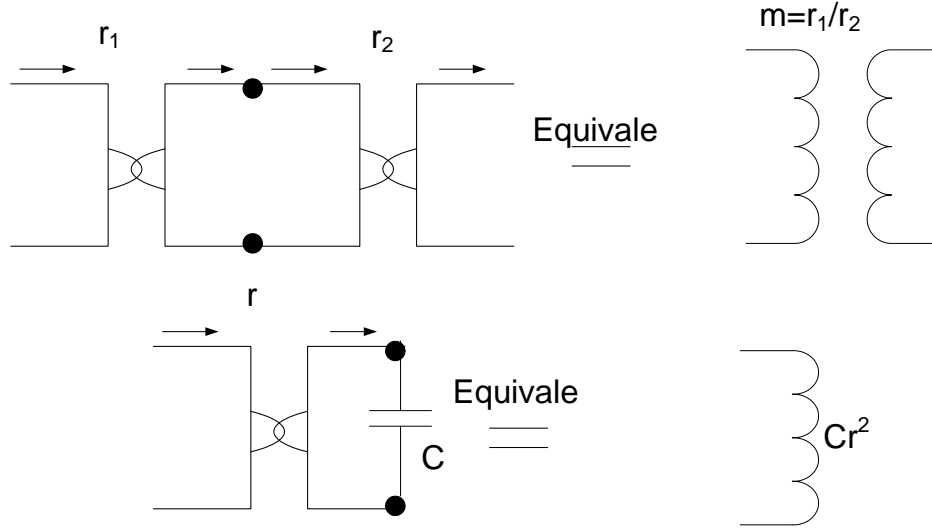 r₁
r₂
m=r₁/r₂
Equivale
r
Equivale
C
Cr²